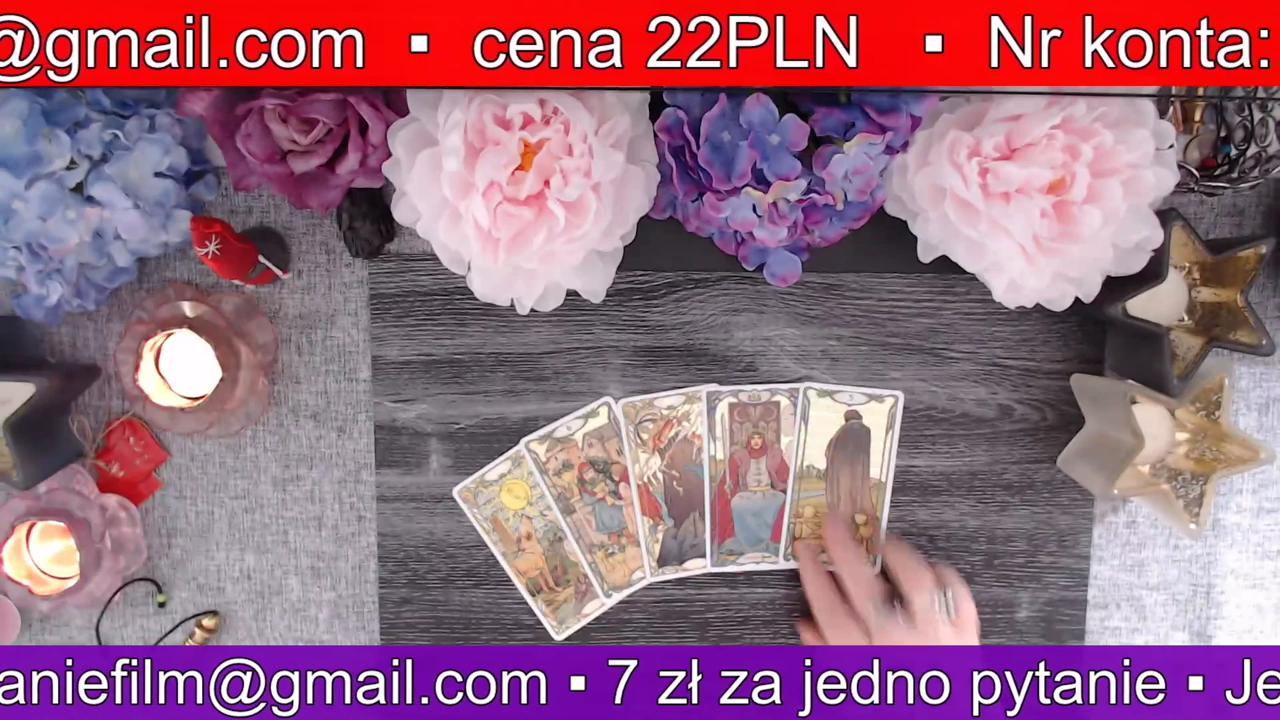 @gmail.com ▪ cena 22PLN ▪ Nr konta:
aniefilm@gmail.com ▪ 7 zł za jedno pytanie ▪ Je